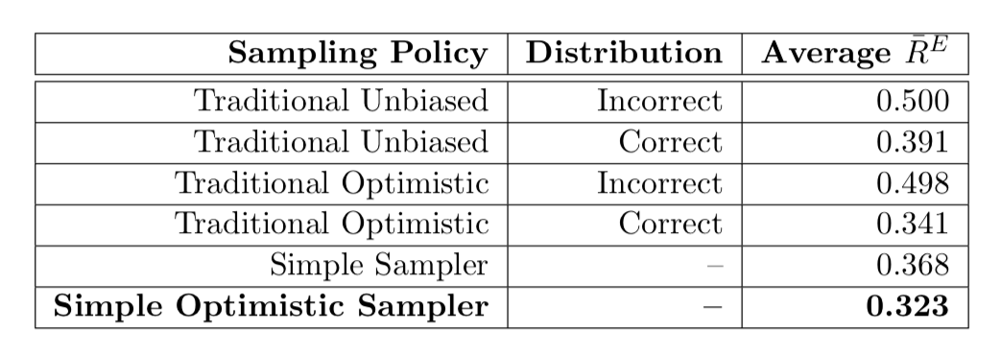 Sampling Policy Distribution Average R̄^E
Traditional Unbiased Incorrect 0.500
Traditional Unbiased Correct 0.391
Traditional Optimistic Incorrect 0.498
Traditional Optimistic Correct 0.341
Simple Sampler – 0.368
Simple Optimistic Sampler – 0.323